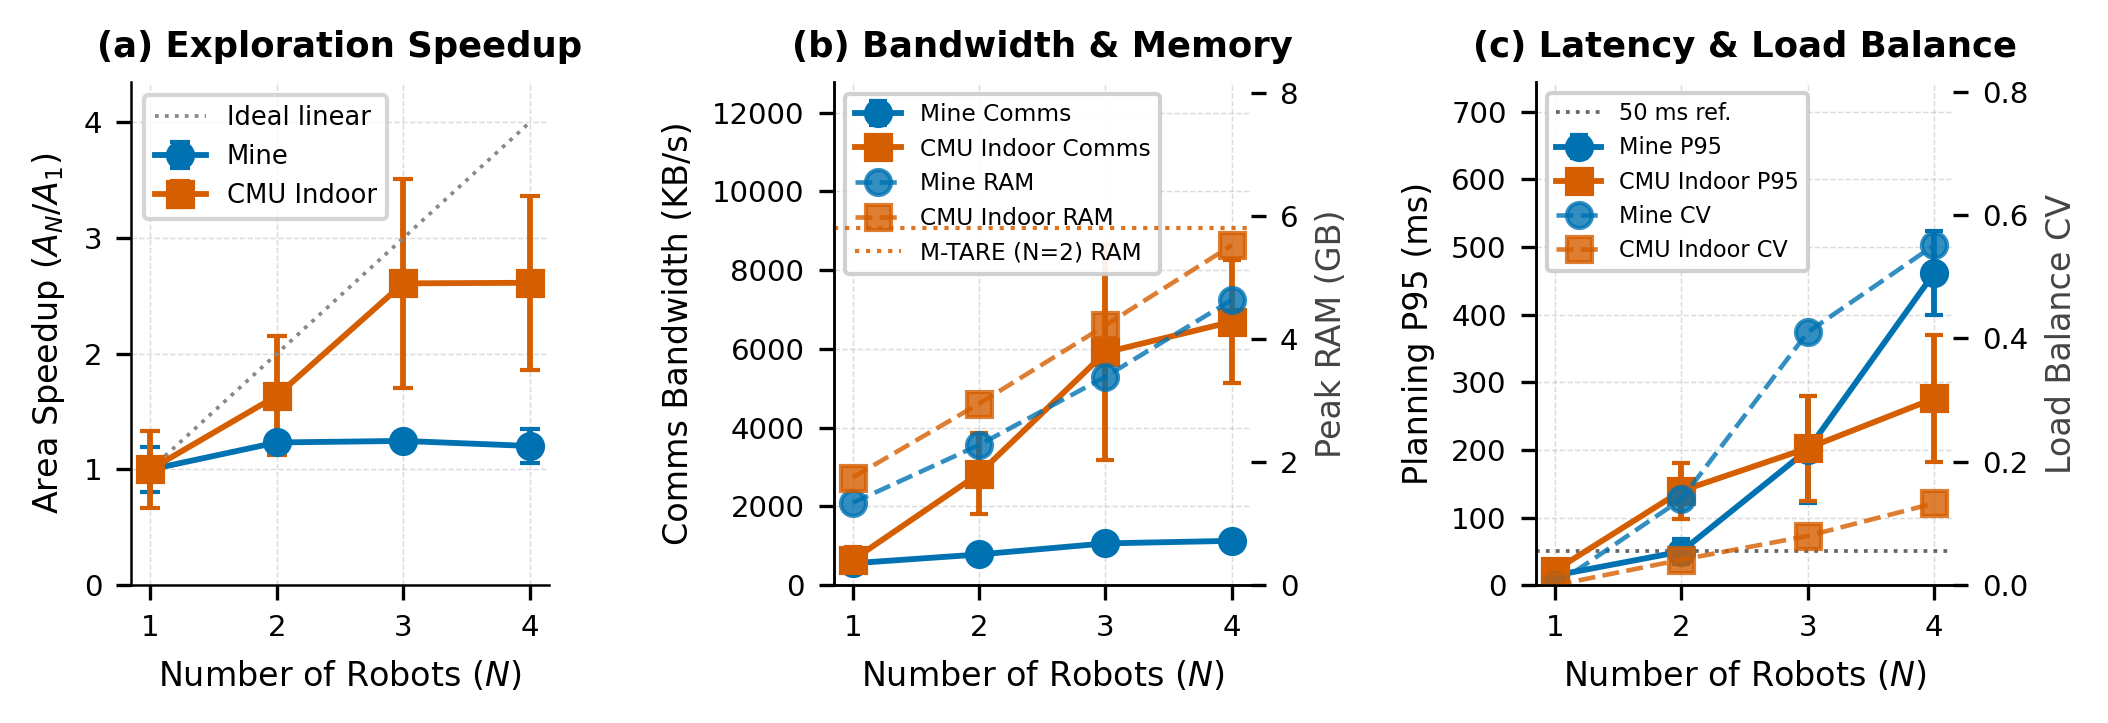 (a) Exploration Speedup
Ideal linear
Mine
CMU Indoor
Area Speedup (A_N/A_1)
4
3
2
1
0
1 2 3 4
Number of Robots (N)
(b) Bandwidth & Memory
Mine Comms
CMU Indoor Comms
Mine RAM
CMU Indoor RAM
M-TARE (N=2) RAM
Comms Bandwidth (KB/s)
12000
10000
8000
6000
4000
2000
0
8
6
4
2
0
Peak RAM (GB)
1 2 3 4
Number of Robots (N)
(c) Latency & Load Balance
50 ms ref.
Mine P95
CMU Indoor P95
Mine CV
CMU Indoor CV
Planning P95 (ms)
700
600
500
400
300
200
100
0
0.8
0.6
0.4
0.2
0.0
Load Balance CV
1 2 3 4
Number of Robots (N)